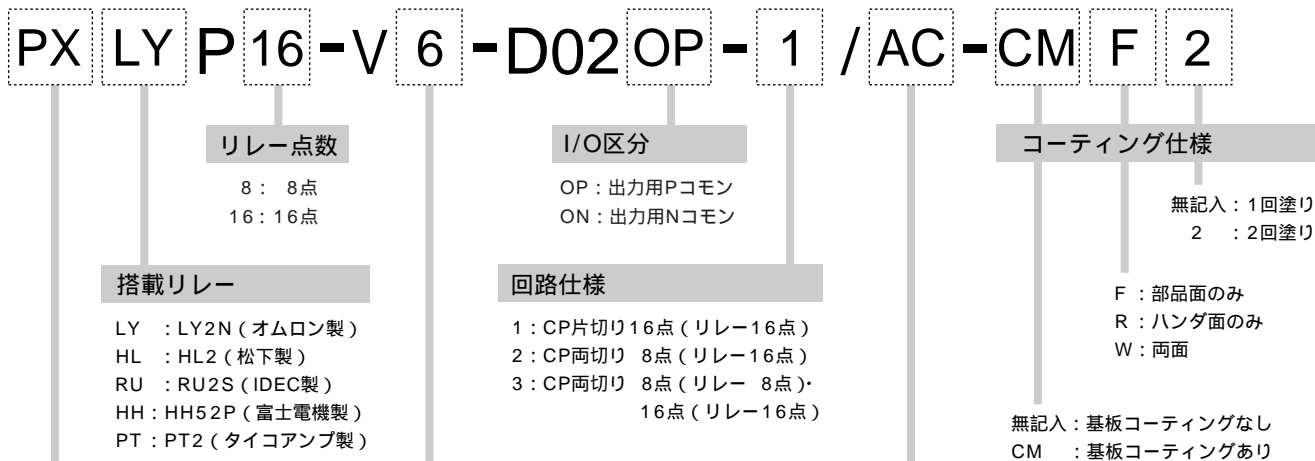 PX LY P 16 - V 6 - D02 OP - 1 / AC - CM F 2
リレー点数
8： 8点
16：16点
I/O区分
OP：出力用Pコモン
ON：出力用Nコモン
コーティング仕様
無記入：1回塗り
2 ：2回塗り
F：部品面のみ
R：ハンダ面のみ
W：両面
無記入：基板コーティングなし
CM ：基板コーティングあり
搭載リレー
LY ：LY2N（オムロン製）
HL ：HL2（松下製）
RU ：RU2S（IDEC製）
HH：HH52P（富士電機製）
PT：PT2（タイコアンプ製）
回路仕様
1：CP片切り16点（リレー16点）
2：CP両切り 8点（リレー16点）
3：CP両切り 8点（リレー 8点）・
16点（リレー16点）